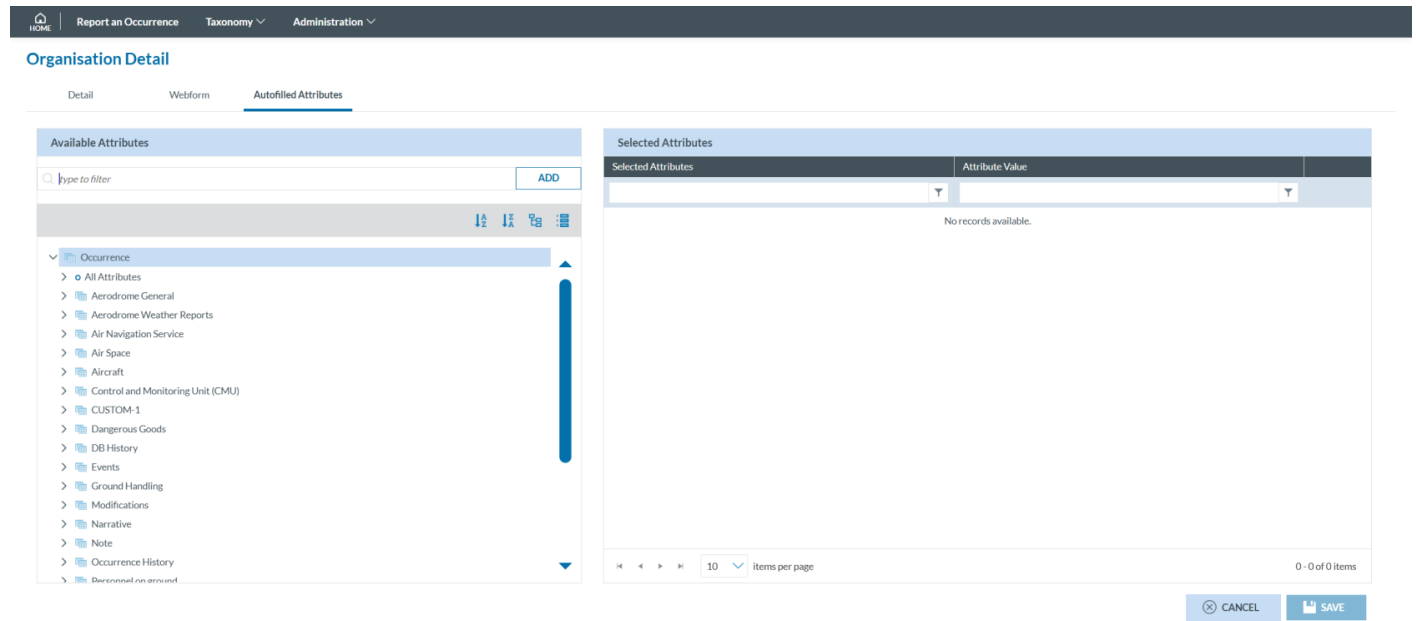 HOME Report an Occurrence Taxonomy Administration
Organisation Detail
Detail Webform Autofilled Attributes
Available Attributes
type to filter ADD
Occurrence
All Attributes
Aerodrome General
Aerodrome Weather Reports
Air Navigation Service
Air Space
Aircraft
Control and Monitoring Unit (CMU)
CUSTOM-1
Dangerous Goods
DB History
Events
Ground Handling
Modifications
Narrative
Note
Occurrence History
Personnel on ground
Selected Attributes
Selected Attributes Attribute Value
No records available.
10 items per page 0 - 0 of 0 items
CANCEL SAVE